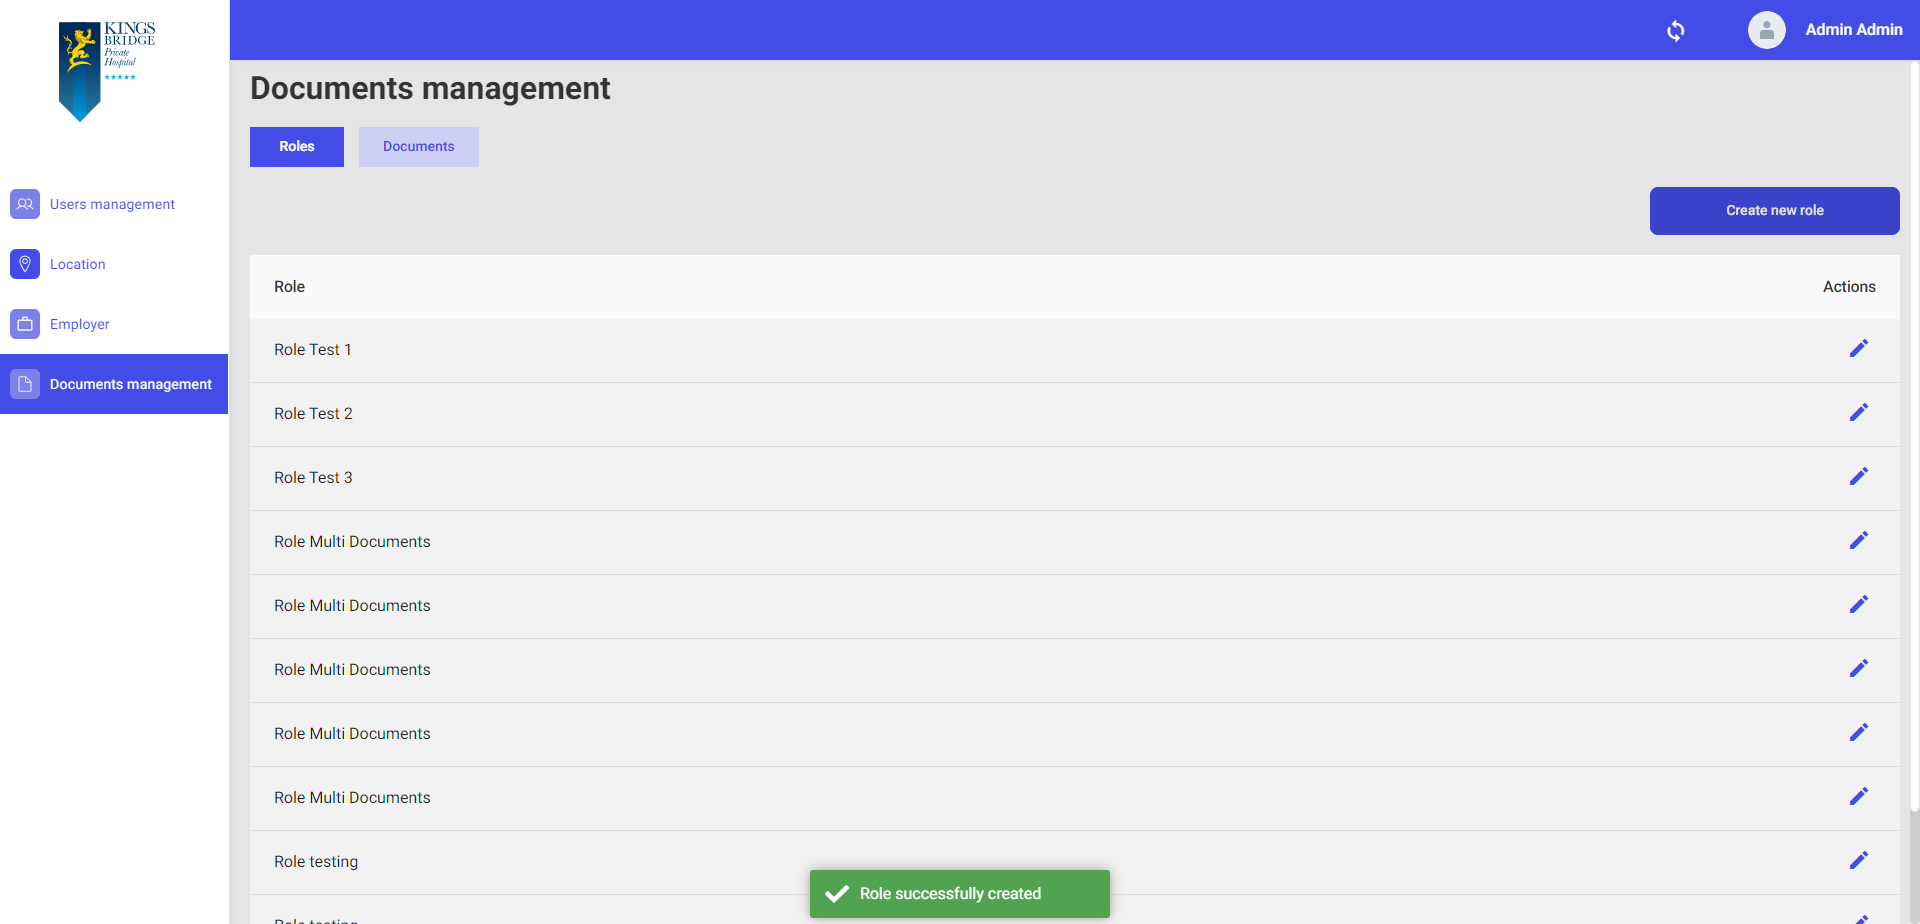 KINGS
BRIDGE
Private
Hospital
Admin Admin
Documents management
Roles
Documents
Users management
Location
Employer
Documents management
Create new role
Role
Actions
Role Test 1
Role Test 2
Role Test 3
Role Multi Documents
Role Multi Documents
Role Multi Documents
Role Multi Documents
Role Multi Documents
Role testing
Role successfully created
Role testing